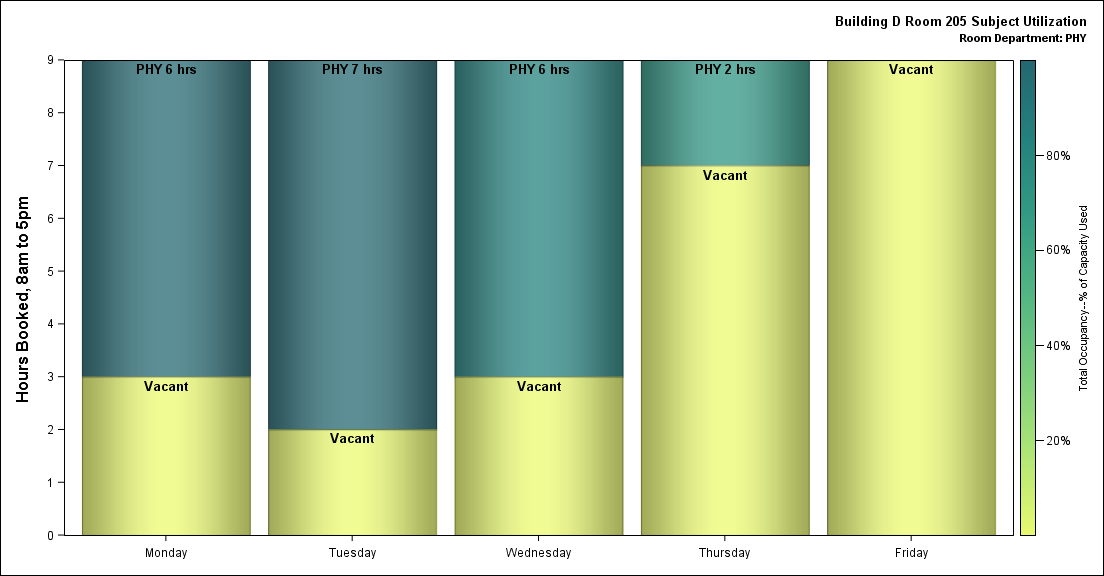 Building D Room 205 Subject Utilization
Room Department: PHY
Hours Booked, 8am to 5pm
9
8
7
6
5
4
3
2
1
0
PHY 6 hrs
PHY 7 hrs
PHY 6 hrs
PHY 2 hrs
Vacant
Vacant
Vacant
Vacant
Vacant
Monday
Tuesday
Wednesday
Thursday
Friday
80%
60%
40%
20%
Total Occupancy--% of Capacity Used